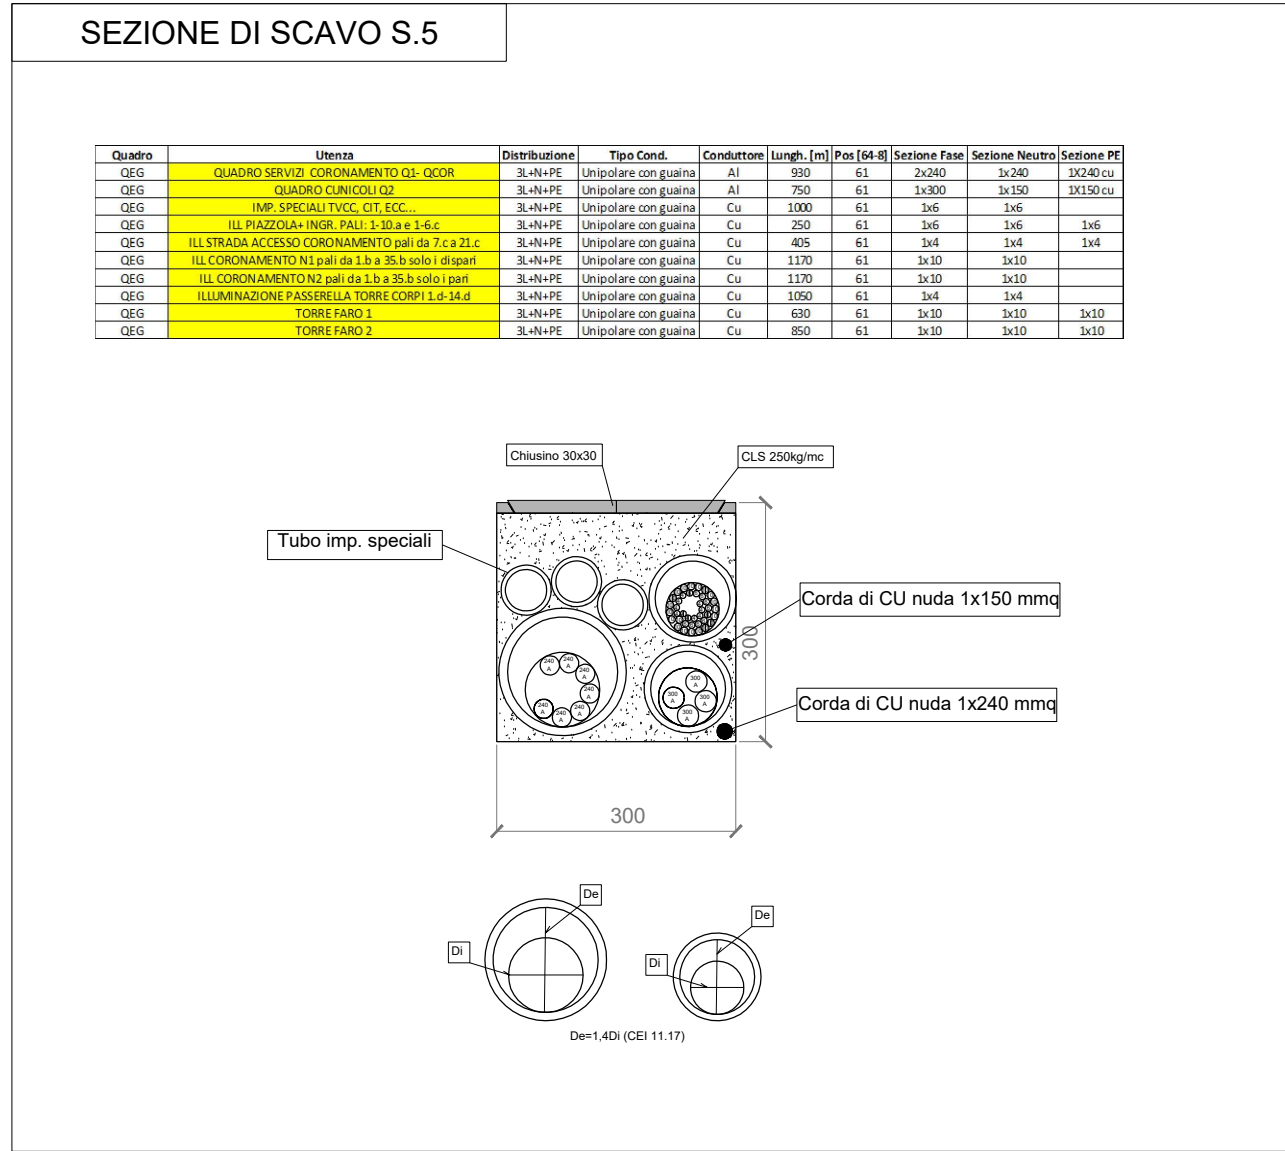 SEZIONE DI SCAVO S.5
Quadro Utenza Distribuzione Tipo Cond. Conduttore Lungh. [m] Pos [64-8] Sezione Fase Sezione Neutro Sezione PE
QEG QUADRO SERVIZI CORONAMENTO Q1- QCOR 3L+N+PE Unipolare con guaina Al 930 61 2x240 1x240 1X240 cu
QEG QUADRO CUNICOLI Q2 3L+N+PE Unipolare con guaina Al 750 61 1x300 1x150 1X150 cu
QEG IMP. SPECIALI TVCC, CIT, ECC... 3L+N+PE Unipolare con guaina Cu 1000 61 1x6 1x6
QEG ILL PIAZZOLA+ INGR. PALI: 1-10.a e 1-6.c 3L+N+PE Unipolare con guaina Cu 250 61 1x6 1x6 1x6
QEG ILL STRADA ACCESSO CORONAMENTO pali da 7.c a 21.c 3L+N+PE Unipolare con guaina Cu 405 61 1x4 1x4 1x4
QEG ILL CORONAMENTO N1 pali da 1.b a 35.b solo i dispari 3L+N+PE Unipolare con guaina Cu 1170 61 1x10 1x10
QEG ILL CORONAMENTO N2 pali da 1.b a 35.b solo i pari 3L+N+PE Unipolare con guaina Cu 1170 61 1x10 1x10
QEG ILLUMINAZIONE PASSERELLA TORRE CORPI 1.d-14.d 3L+N+PE Unipolare con guaina Cu 1050 61 1x4 1x4
QEG TORRE FARO 1 3L+N+PE Unipolare con guaina Cu 630 61 1x10 1x10 1x10
QEG TORRE FARO 2 3L+N+PE Unipolare con guaina Cu 850 61 1x10 1x10 1x10
Chiusino 30x30
CLS 250kg/mc
Tubo imp. speciali
Corda di CU nuda 1x150 mmq
300
Corda di CU nuda 1x240 mmq
240
A
240
A
240
A
240
A
240
A
240
A
240
A
300
A
300
A
300
A
300
A
300
De
Di
De
Di
De=1,4Di (CEI 11.17)